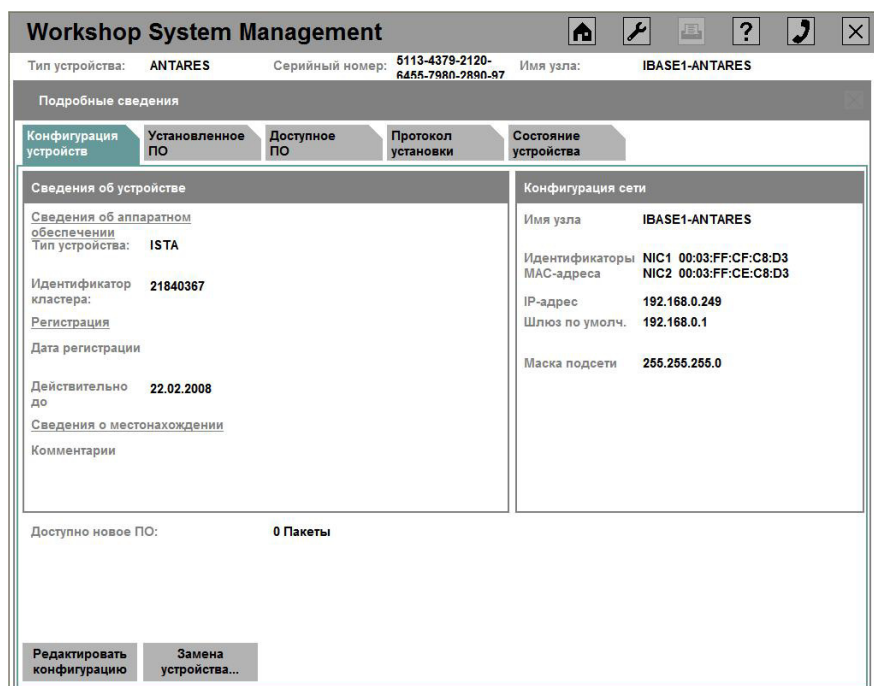 Workshop System Management
?
Тип устройства: ANTARES Серийный номер: 5113-4379-2120- Имя узла: IBASE1-ANTARES
6455-7980-2890-97
Подробные сведения
Конфигурация Установленное Доступное Протокол Состояние
устройств ПО ПО установки устройства
Сведения об устройстве
Сведения об аппаратном
обеспечении
Тип устройства: ISTA
Идентификатор 21840367
кластера:
Регистрация
Дата регистрации
Действительно 22.02.2008
до
Сведения о местонахождении
Комментарии
Конфигурация сети
Имя узла IBASE1-ANTARES
Идентификаторы NIC1 00:03:FF:CF:C8:D3
MAC-адреса NIC2 00:03:FF:CE:C8:D3
IP-адрес 192.168.0.249
Шлюз по умолч. 192.168.0.1
Маска подсети 255.255.255.0
Доступно новое ПО: 0 Пакеты
Редактировать Замена
конфигурацию устройства...